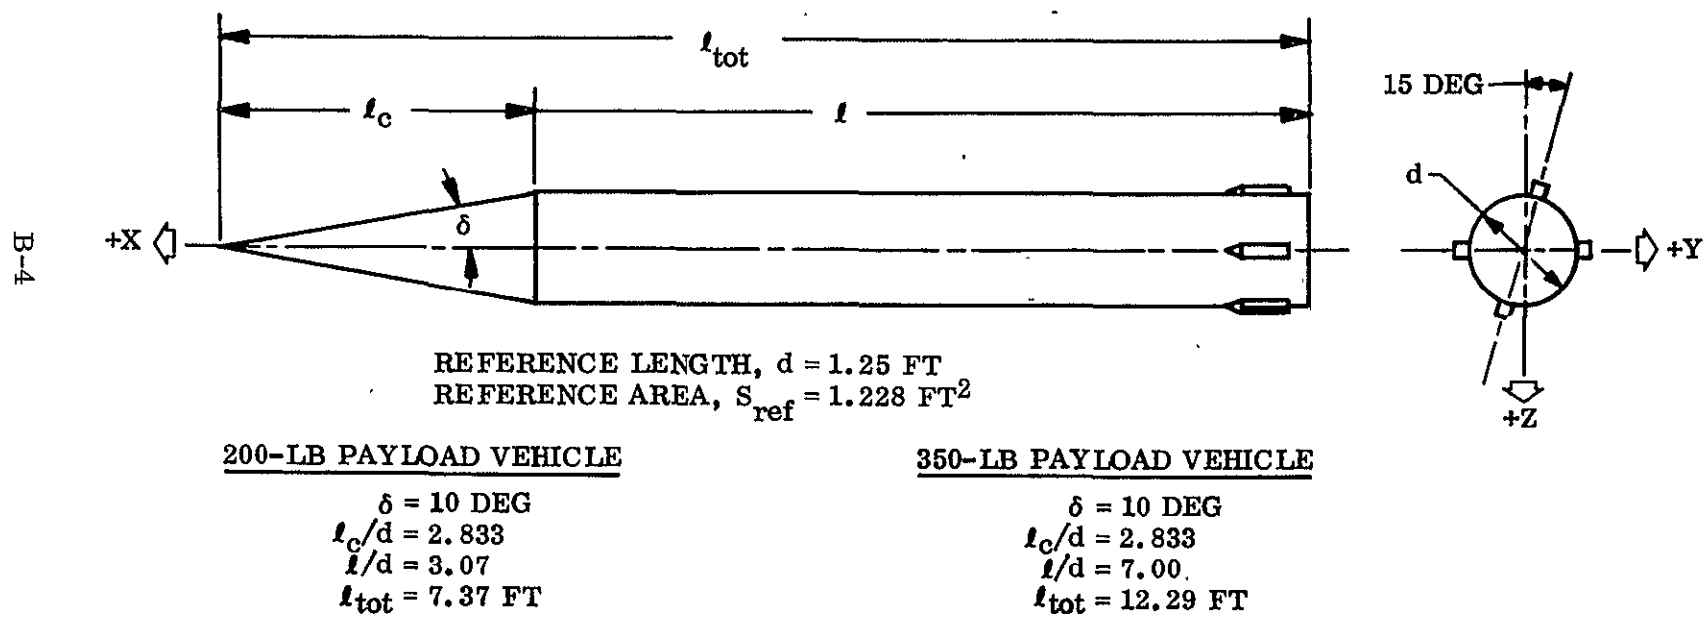 ℓtot
ℓc
ℓ
15 DEG
d
δ
+X
+Y
+Z
B-4
REFERENCE LENGTH, d = 1.25 FT
REFERENCE AREA, Sref = 1.228 FT²
200-LB PAYLOAD VEHICLE
δ = 10 DEG
ℓc/d = 2.833
ℓ/d = 3.07
ℓtot = 7.37 FT
350-LB PAYLOAD VEHICLE
δ = 10 DEG
ℓc/d = 2.833
ℓ/d = 7.00
ℓtot = 12.29 FT